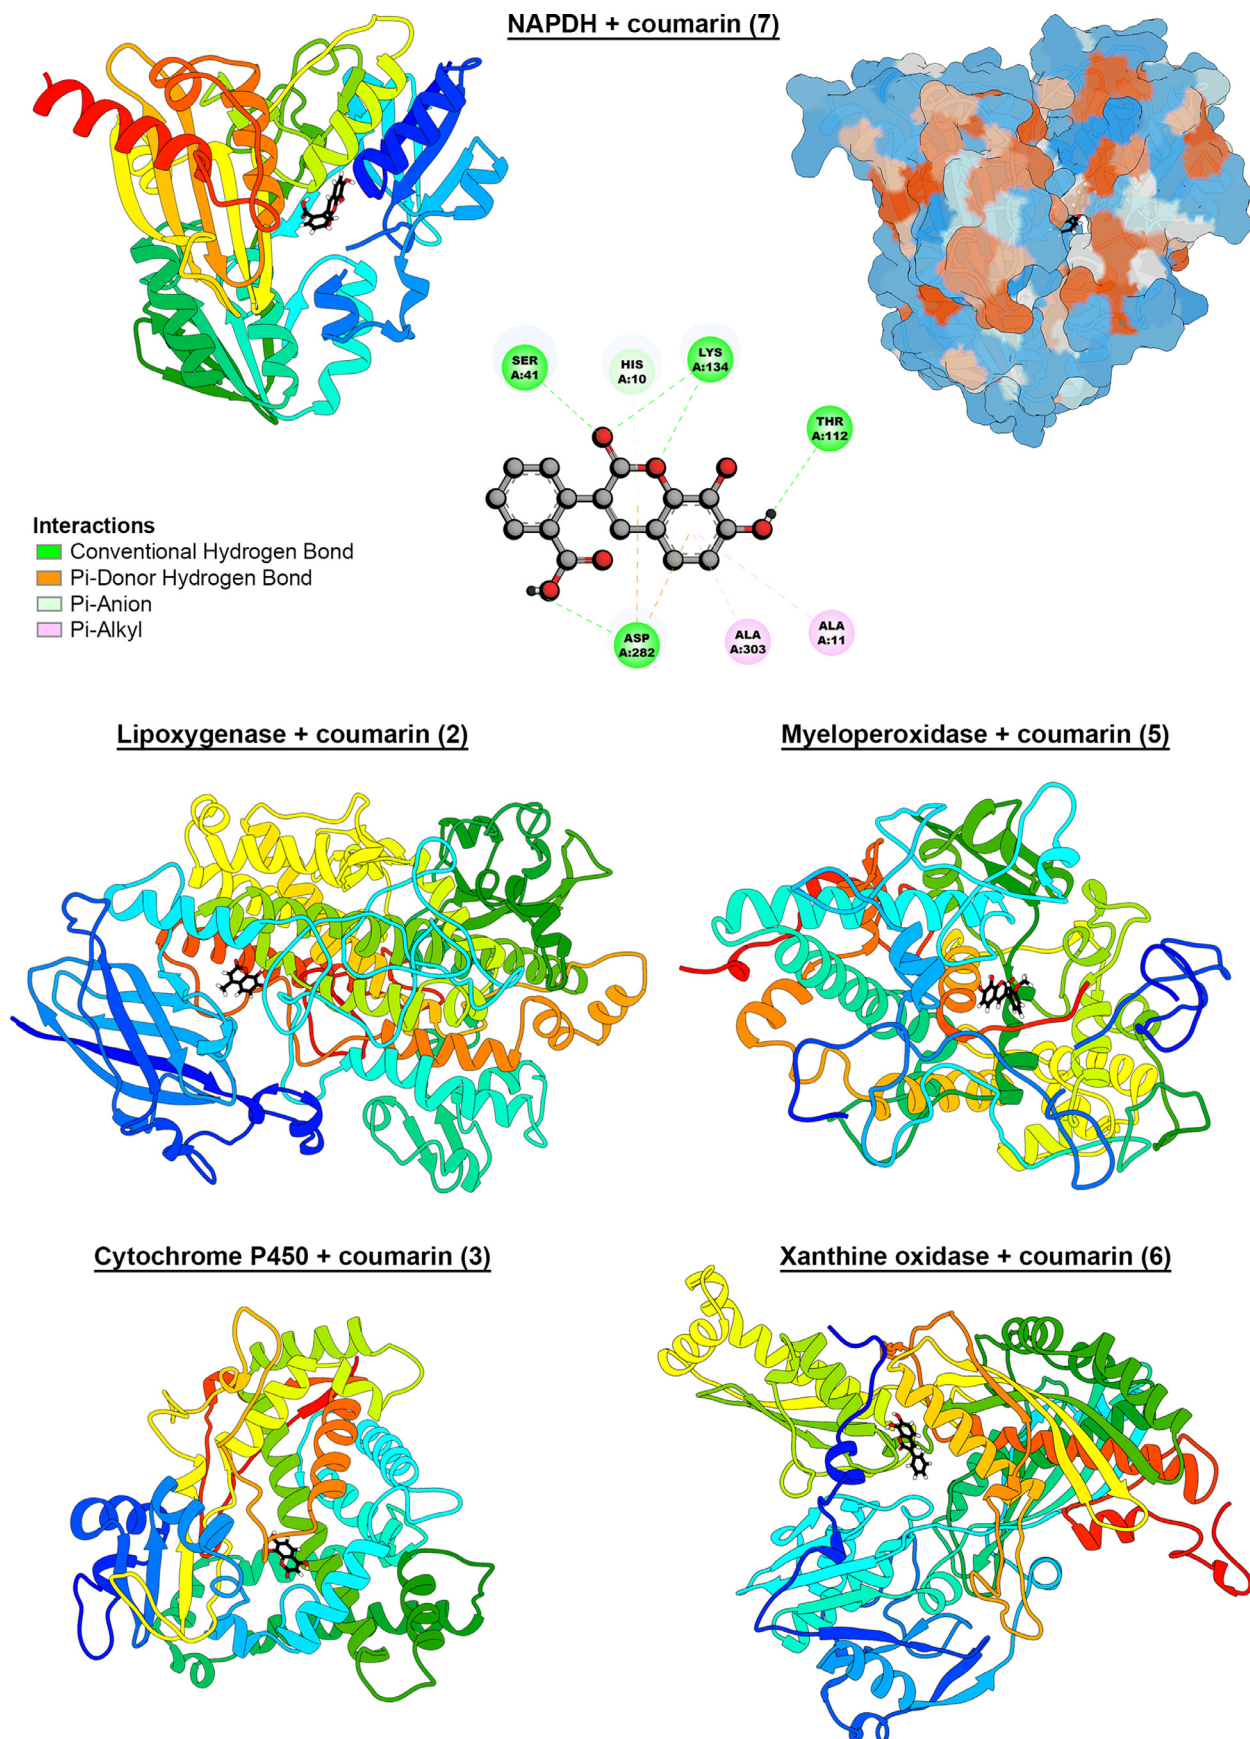 NAPDH + coumarin (7)
SER
A:41
HIS
A:10
LYS
A:134
THR
A:112
Interactions
Conventional Hydrogen Bond
Pi-Donor Hydrogen Bond
Pi-Anion
Pi-Alkyl
ASP
A:282
ALA
A:303
ALA
A:11
Lipoxygenase + coumarin (2)
Myeloperoxidase + coumarin (5)
Cytochrome P450 + coumarin (3)
Xanthine oxidase + coumarin (6)